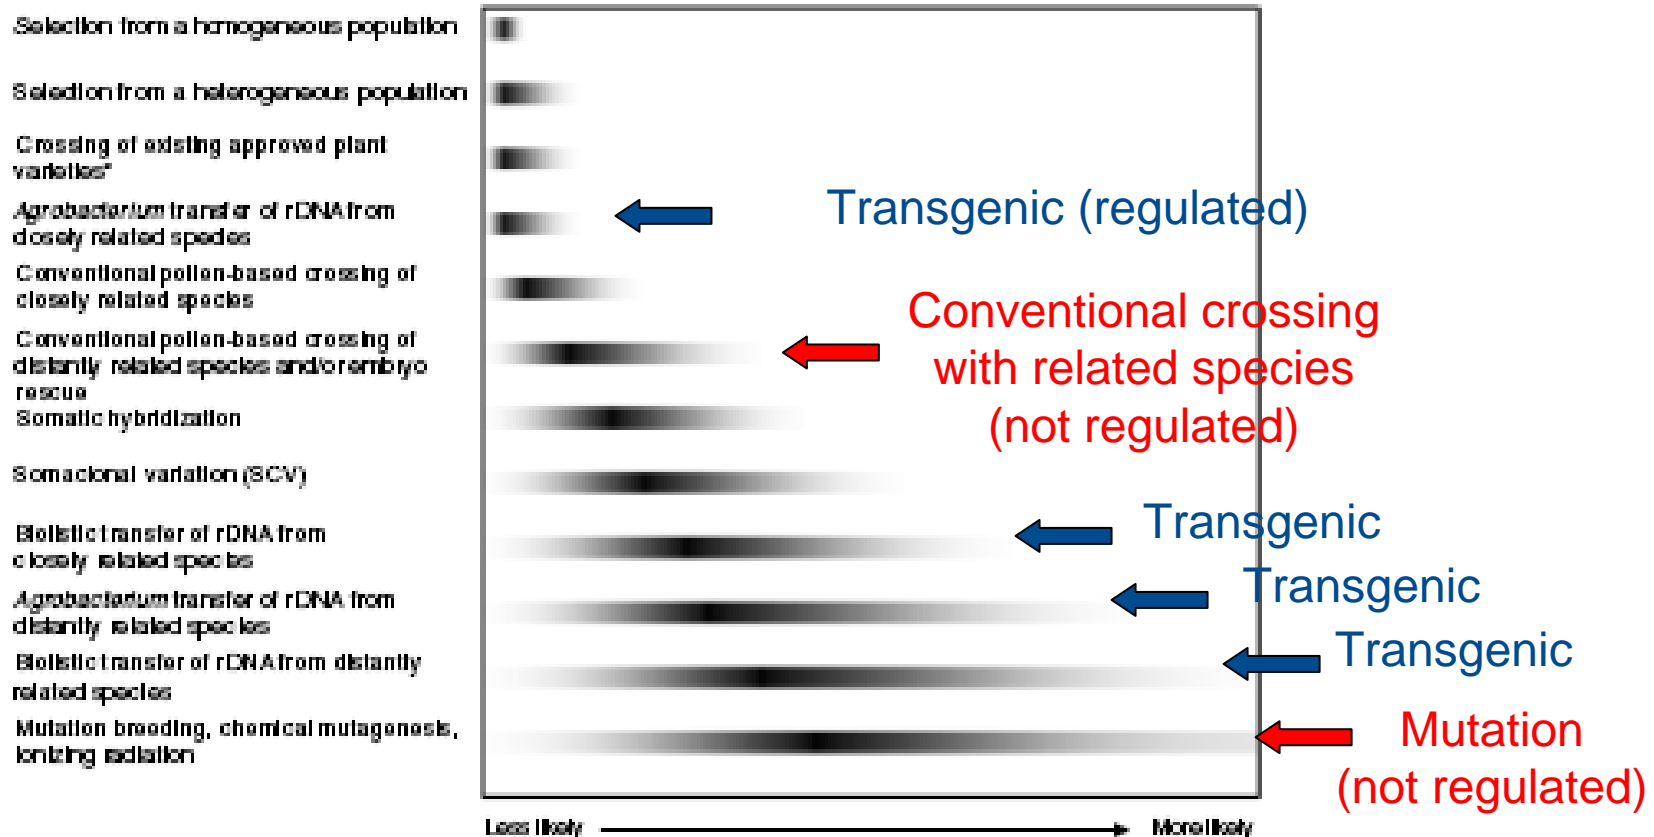 Selection from a homogeneous population
Selection from a heterogeneous population
Crossing of existing approved plant
varieties*
Agrobacterium transfer of rDNA from
closely related species
Transgenic (regulated)
Conventional pollen-based crossing of
closely related species
Conventional pollen-based crossing of
distantly related species and/or embryo
rescue
Conventional crossing
with related species
(not regulated)
Somatic hybridization
Somaclonal variation (SCV)
Biolistic transfer of rDNA from
closely related species
Transgenic
Agrobacterium transfer of rDNA from
distantly related species
Transgenic
Biolistic transfer of rDNA from distantly
related species
Transgenic
Mutation breeding, chemical mutagenesis,
ionizing radiation
Mutation
(not regulated)
Less likely
More likely